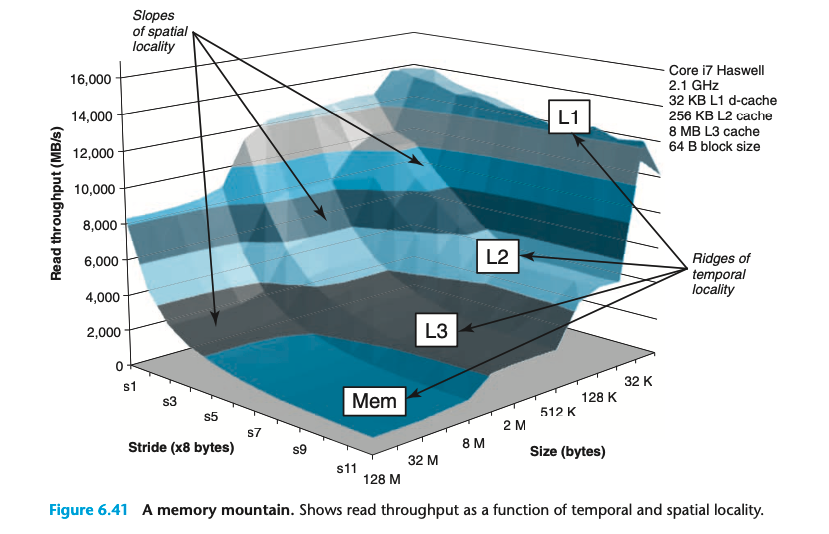 Slopes
of spatial
locality
16,000
14,000
12,000
10,000
8,000
6,000
4,000
2,000
0
Read throughput (MB/s)
Core i7 Haswell
2.1 GHz
32 KB L1 d-cache
256 KB L2 cache
8 MB L3 cache
64 B block size
L1
L2
L3
Mem
Ridges of
temporal
locality
s1
s3
s5
s7
s9
s11
Stride (x8 bytes)
128 M
32 M
8 M
2 M
512 K
128 K
32 K
Size (bytes)
Figure 6.41 A memory mountain. Shows read throughput as a function of temporal and spatial locality.